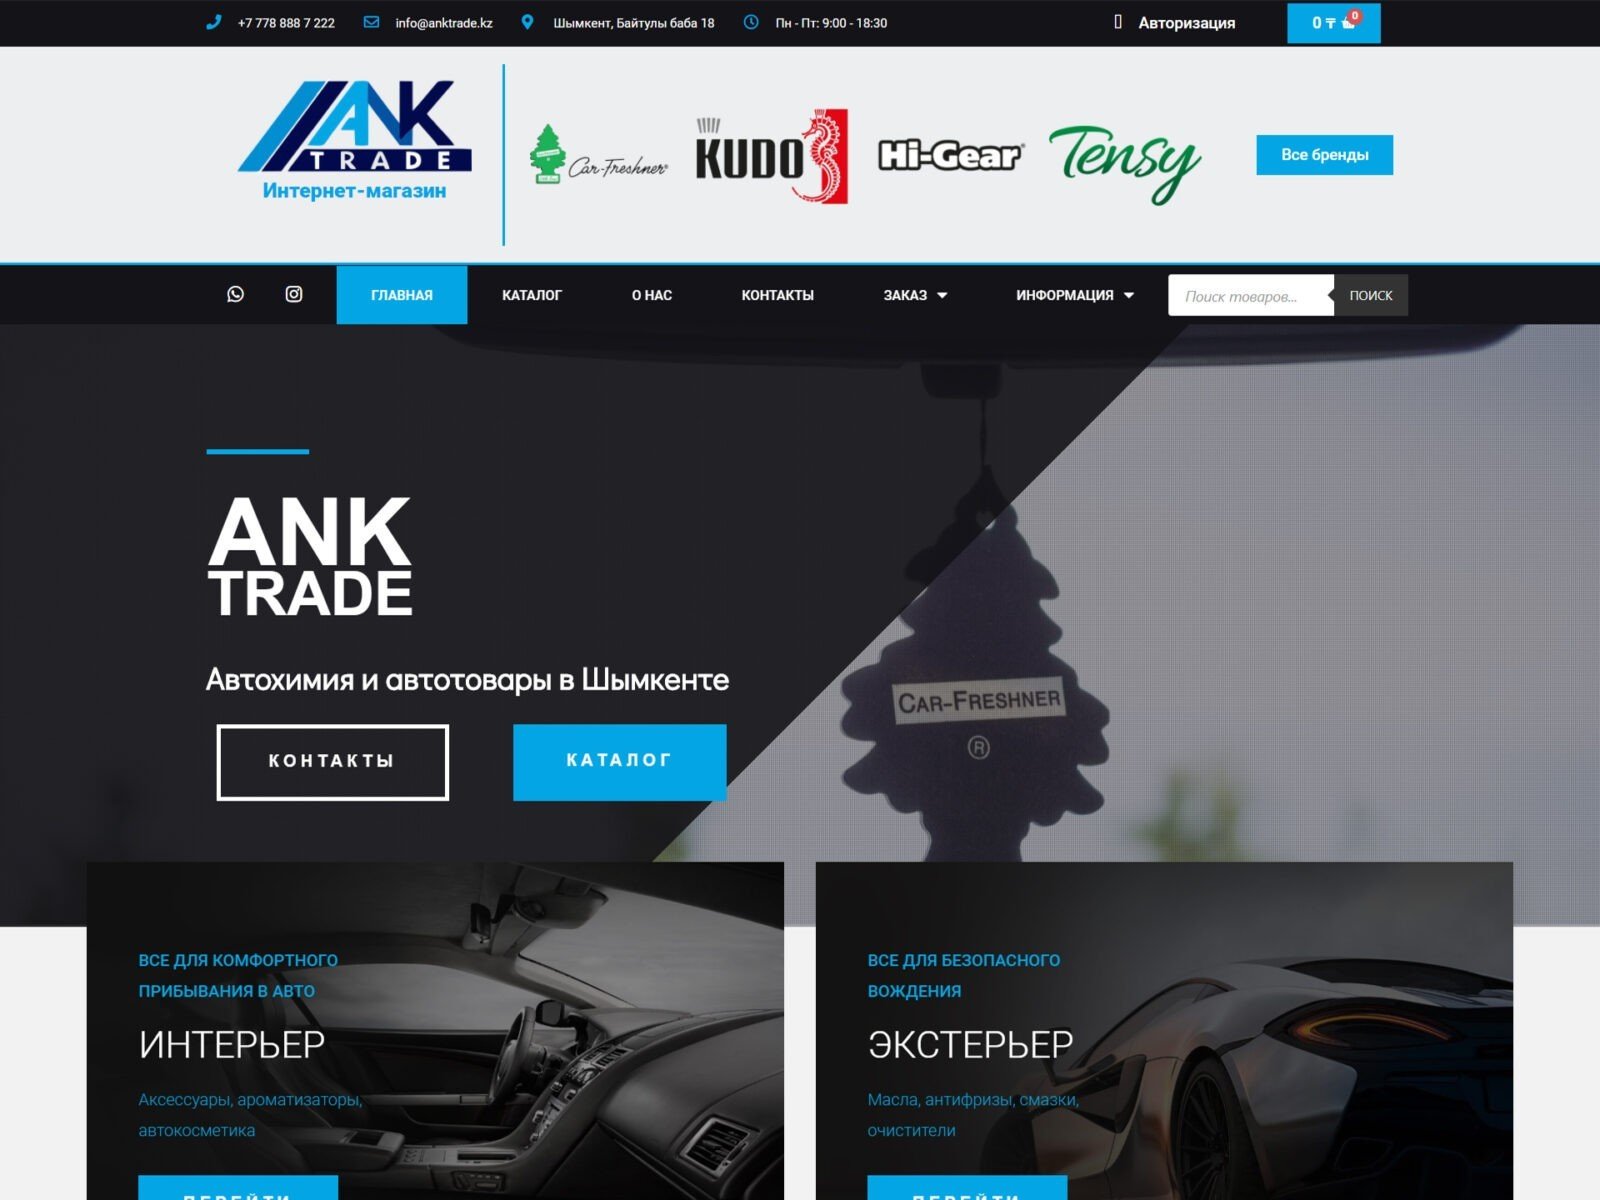 +7 778 888 7 222
info@anktrade.kz
Шымкент, Байтулы баба 18
Пн - Пт: 9:00 - 18:30
Авторизация
0 ₸ 0
ANK
TRADE
Интернет-магазин
Car-Freshner
KUDO
Hi-Gear®
Tensy
Все бренды
ГЛАВНАЯ
КАТАЛОГ
О НАС
КОНТАКТЫ
ЗАКАЗ
ИНФОРМАЦИЯ
Поиск товаров...
ПОИСК
ANK
TRADE
Автохимия и автотовары в Шымкенте
КОНТАКТЫ
КАТАЛОГ
CAR-FRESHNER
®
ВСЕ ДЛЯ КОМФОРТНОГО
ПРИБЫВАНИЯ В АВТО
ИНТЕРЬЕР
Аксессуары, ароматизаторы,
автокосметика
ПЕРЕЙТИ
ВСЕ ДЛЯ БЕЗОПАСНОГО
ВОЖДЕНИЯ
ЭКСТЕРЬЕР
Масла, антифризы, смазки,
очистители
ПЕРЕЙТИ